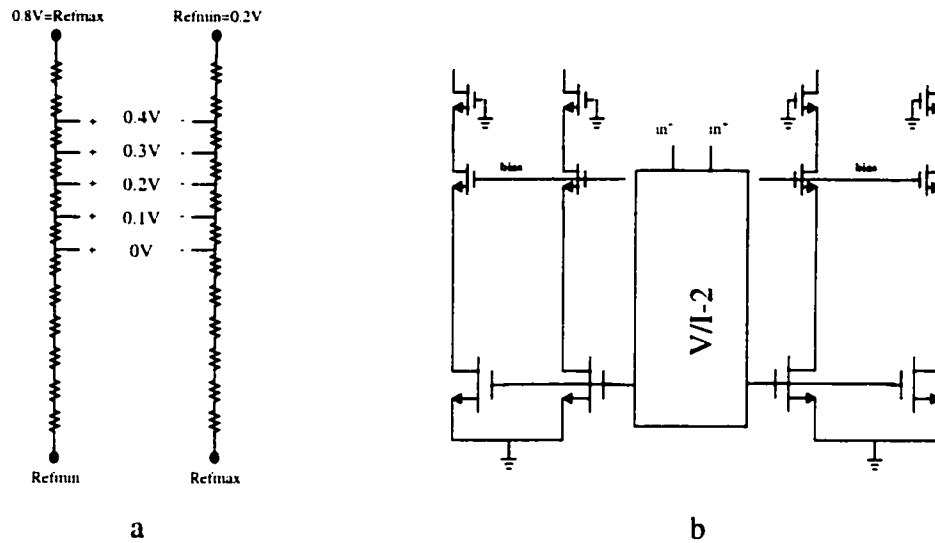 0.8V=Refmax Refmin=0.2V
+ 0.4V -
+ 0.3V -
+ 0.2V -
+ 0.1V -
+ 0V -
Refmin Refmax
a
in+ in+
bias bias
V/I-2
b